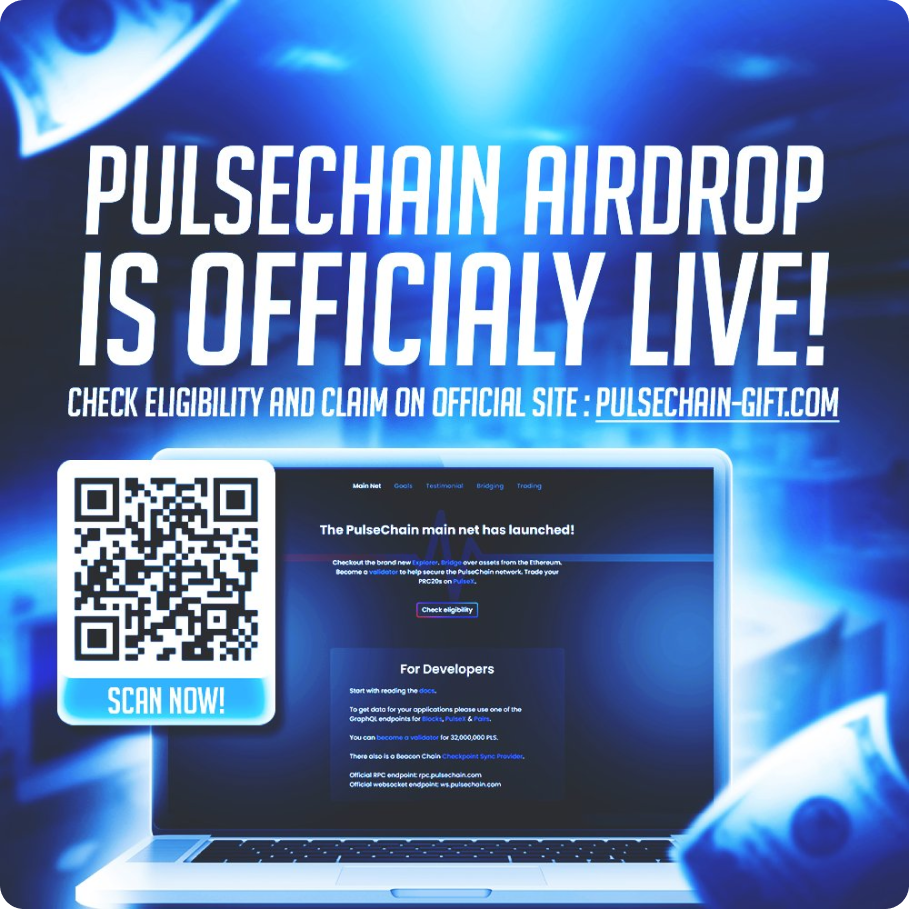 PULSECHAIN AIRDROP
IS OFFICIALY LIVE!
CHECK ELIGIBILITY AND CLAIM ON OFFICIAL SITE : PULSECHAIN-GIFT.COM
SCAN NOW!
Main Net Goals Testimonial Bridging Trading
The PulseChain main net has launched!
Checkout the brand new Explorer. Bridge over assets from the Ethereum.
Become a validator to help secure the PulseChain network. Trade your
PRC20s on PulseX.
Check eligibility
For Developers
Start with reading the docs.
To get data for your applications please use one of the
GraphQL endpoints for Blocks, PulseX & Pairs.
You can become a validator for 32,000,000 PLS.
There also is a Beacon Chain Checkpoint Sync Provider.
Official RPC endpoint: rpc.pulsechain.com
Official websocket endpoint: ws.pulsechain.com